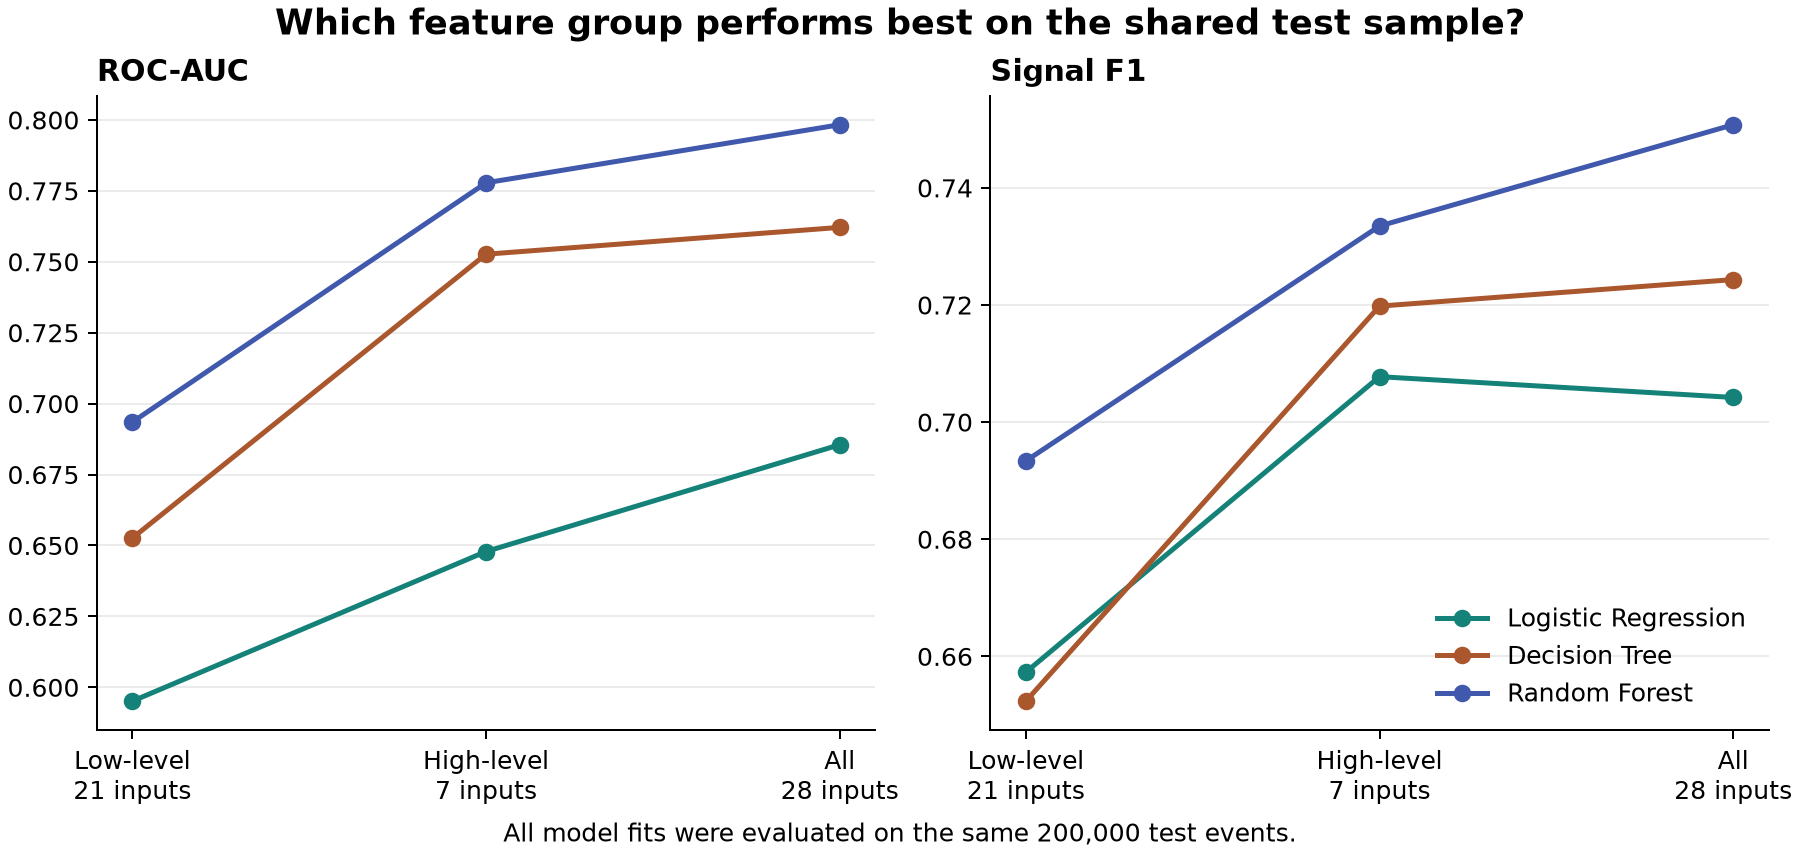 Which feature group performs best on the shared test sample?
ROC-AUC
0.800
0.775
0.750
0.725
0.700
0.675
0.650
0.625
0.600
Low-level
21 inputs
High-level
7 inputs
All
28 inputs
Signal F1
0.74
0.72
0.70
0.68
0.66
Logistic Regression
Decision Tree
Random Forest
Low-level
21 inputs
High-level
7 inputs
All
28 inputs
All model fits were evaluated on the same 200,000 test events.